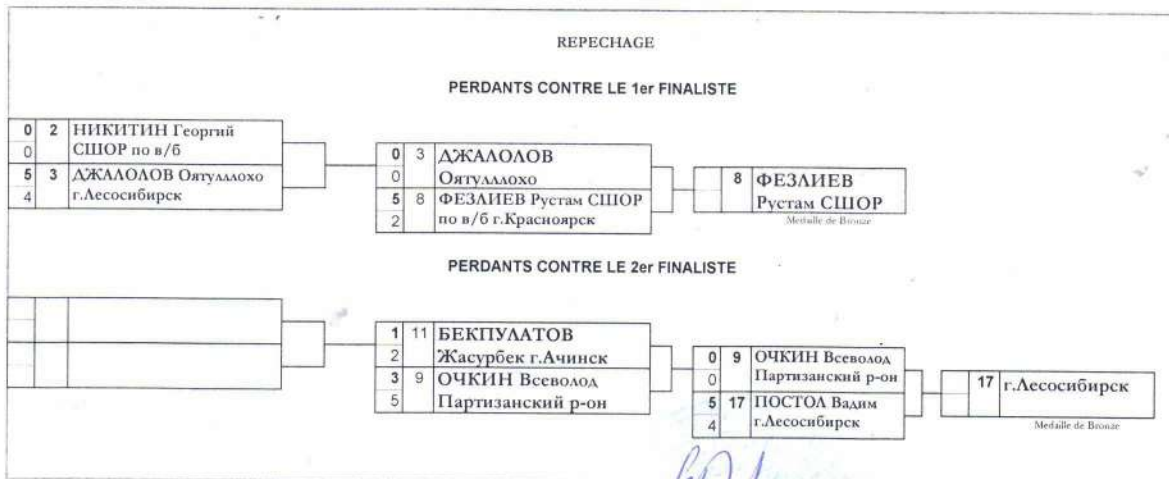 REPECHAGE
PERDANTS CONTRE LE 1er FINALISTE
0 2 НИКИТИН Георгий
0 СШОР по в/б
5 3 ДЖАЛОЛОВ Оятулллохо
4 г.Лесосибирск
0 3 ДЖАЛОЛОВ
0 Оятулллохо
5 8 ФЕЗЛИЕВ Рустам СШОР
2 по в/б г.Красноярск
8 ФЕЗЛИЕВ
Рустам СШОР
Medaille de Bronze
PERDANTS CONTRE LE 2er FINALISTE
1 11 БЕКПУЛАТОВ
2 Жасурбек г.Ачинск
3 9 ОЧКИН Всеволод
5 Партизанский р-он
0 9 ОЧКИН Всеволод
0 Партизанский р-он
5 17 ПОСТОЛ Вадим
4 г.Лесосибирск
17 г.Лесосибирск
Medaille de Bronze